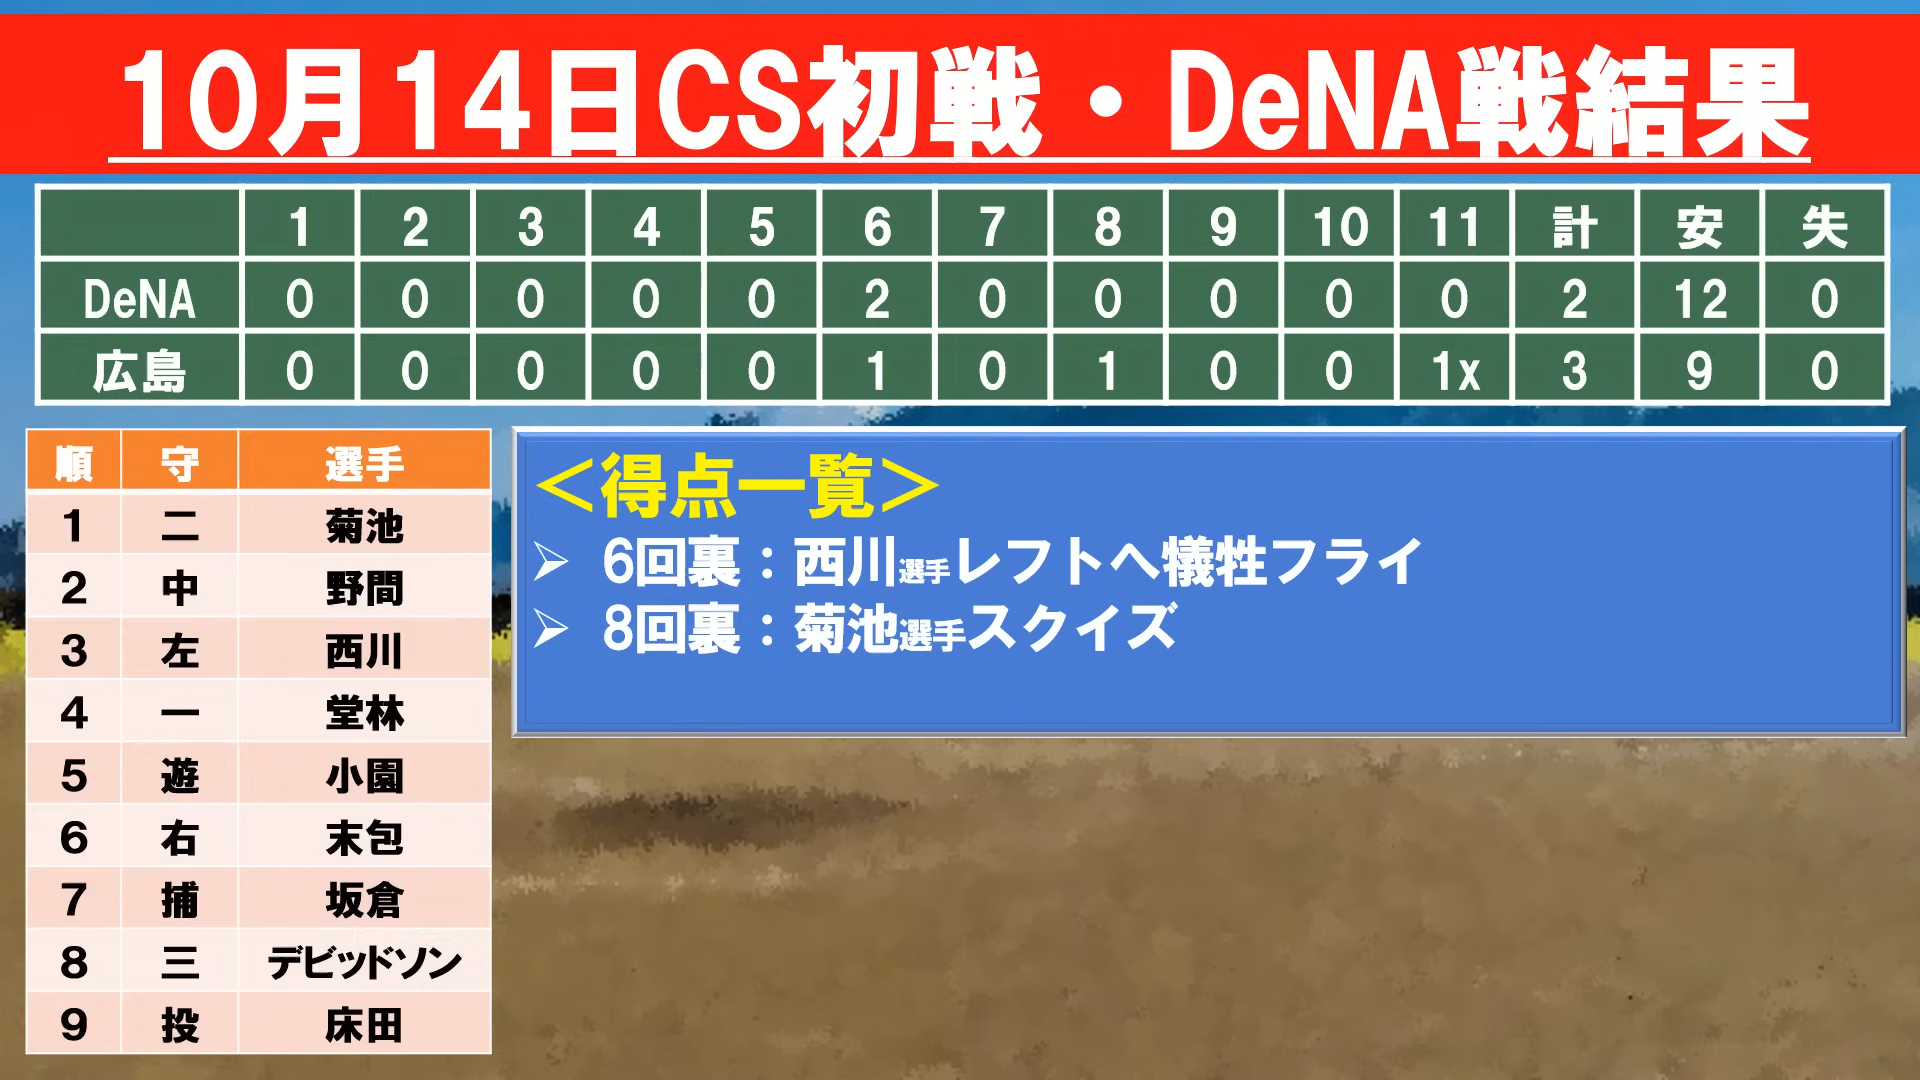 10月14日CS初戦・DeNA戦結果
1 2 3 4 5 6 7 8 9 10 11 計 安 失
DeNA 0 0 0 0 0 2 0 0 0 0 0 2 12 0
広島 0 0 0 0 0 1 0 1 0 0 1x 3 9 0
順 守 選手
1 二 菊池
2 中 野間
3 左 西川
4 一 堂林
5 遊 小園
6 右 末包
7 捕 坂倉
8 三 デビッドソン
9 投 床田
＜得点一覧＞
➢ 6回裏：西川選手レフトへ犠牲フライ
➢ 8回裏：菊池選手スクイズ